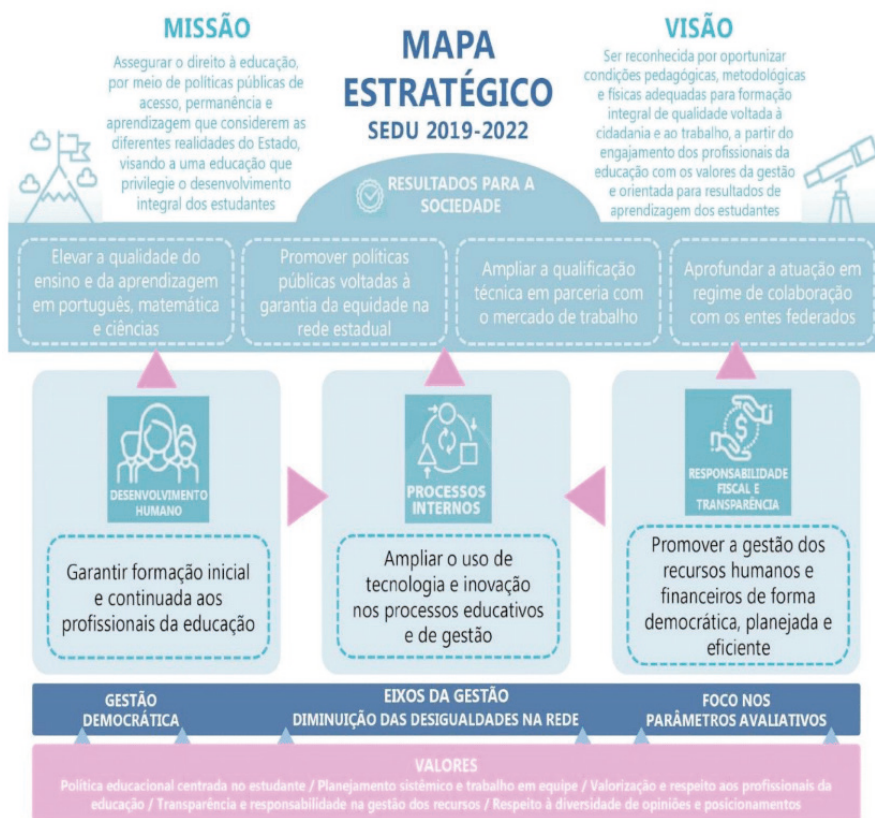 MISSÃO
Assegurar o direito à educação,
por meio de políticas públicas de
acesso, permanência e
aprendizagem que considerem as
diferentes realidades do Estado,
visando a uma educação que
privilegie o desenvolvimento
integral dos estudantes
MAPA
ESTRATÉGICO
SEDU 2019-2022
VISÃO
Ser reconhecida por oportunizar
condições pedagógicas, metodológicas
e físicas adequadas para formação
integral de qualidade voltada à
cidadania e ao trabalho, a partir do
engajamento dos profissionais da
educação com os valores da gestão
e orientada para resultados de
aprendizagem dos estudantes
RESULTADOS PARA A
SOCIEDADE
Elevar a qualidade do
ensino e da aprendizagem
em português, matemática
e ciências
Promover políticas
públicas voltadas à
garantia da equidade na
rede estadual
Ampliar a qualificação
técnica em parceria com
o mercado de trabalho
Aprofundar a atuação em
regime de colaboração
com os entes federados
DESENVOLVIMENTO
HUMANO
Garantir formação inicial
e continuada aos
profissionais da educação
PROCESSOS
INTERNOS
Ampliar o uso de
tecnologia e inovação
nos processos educativos
e de gestão
$
RESPONSABILIDADE
FISCAL E
TRANSPARÊNCIA
Promover a gestão dos
recursos humanos e
financeiros de forma
democrática, planejada e
eficiente
GESTÃO
DEMOCRÁTICA
EIXOS DA GESTÃO
DIMINUIÇÃO DAS DESIGUALDADES NA REDE
FOCO NOS
PARÂMETROS AVALIATIVOS
VALORES
Política educacional centrada no estudante / Planejamento sistêmico e trabalho em equipe / Valorização e respeito aos profissionais da
educação / Transparência e responsabilidade na gestão dos recursos / Respeito à diversidade de opiniões e posicionamentos